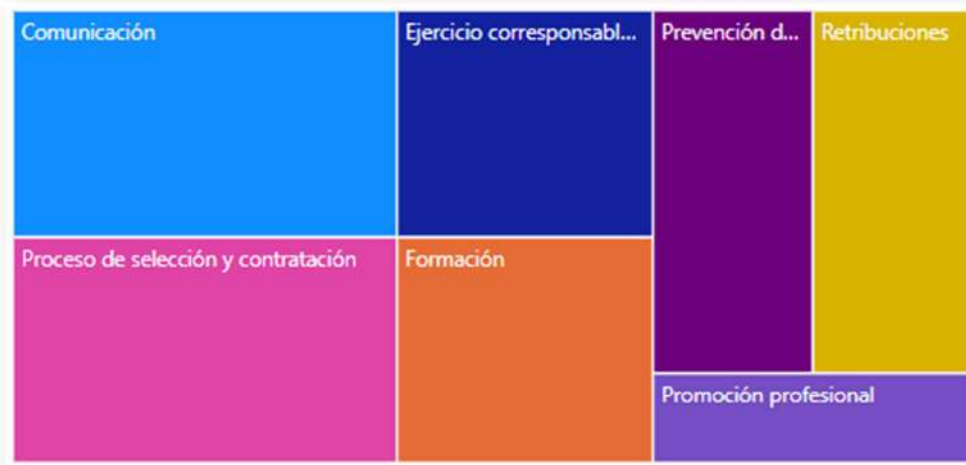 Comunicación
Ejercicio corresponsabl...
Prevención d...
Retribuciones
Proceso de selección y contratación
Formación
Promoción profesional